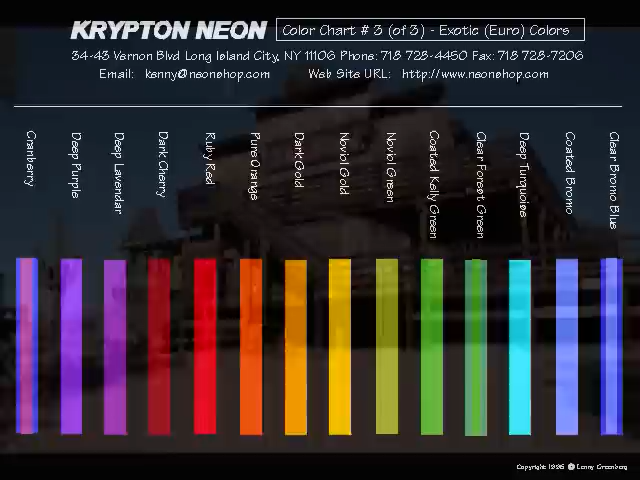 KRYPTON NEON
Color Chart # 3 (of 3) - Exotic (Euro) Colors
34-43 Vernon Blvd Long Island City, NY 11106 Phone: 718 728-4450 Fax: 718 728-7206
Email: kenny@neonshop.com Web Site URL: http://www.neonshop.com
Cranberry
Deep Purple
Deep Lavendar
Dark Cherry
Ruby Red
Pure Orange
Dark Gold
Noviol Gold
Noviol Green
Coated Kelly Green
Clear Forest Green
Deep Turquoise
Coated Bromo
Clear Bromo Blue
Copyright 1996 © Kenny Greenberg